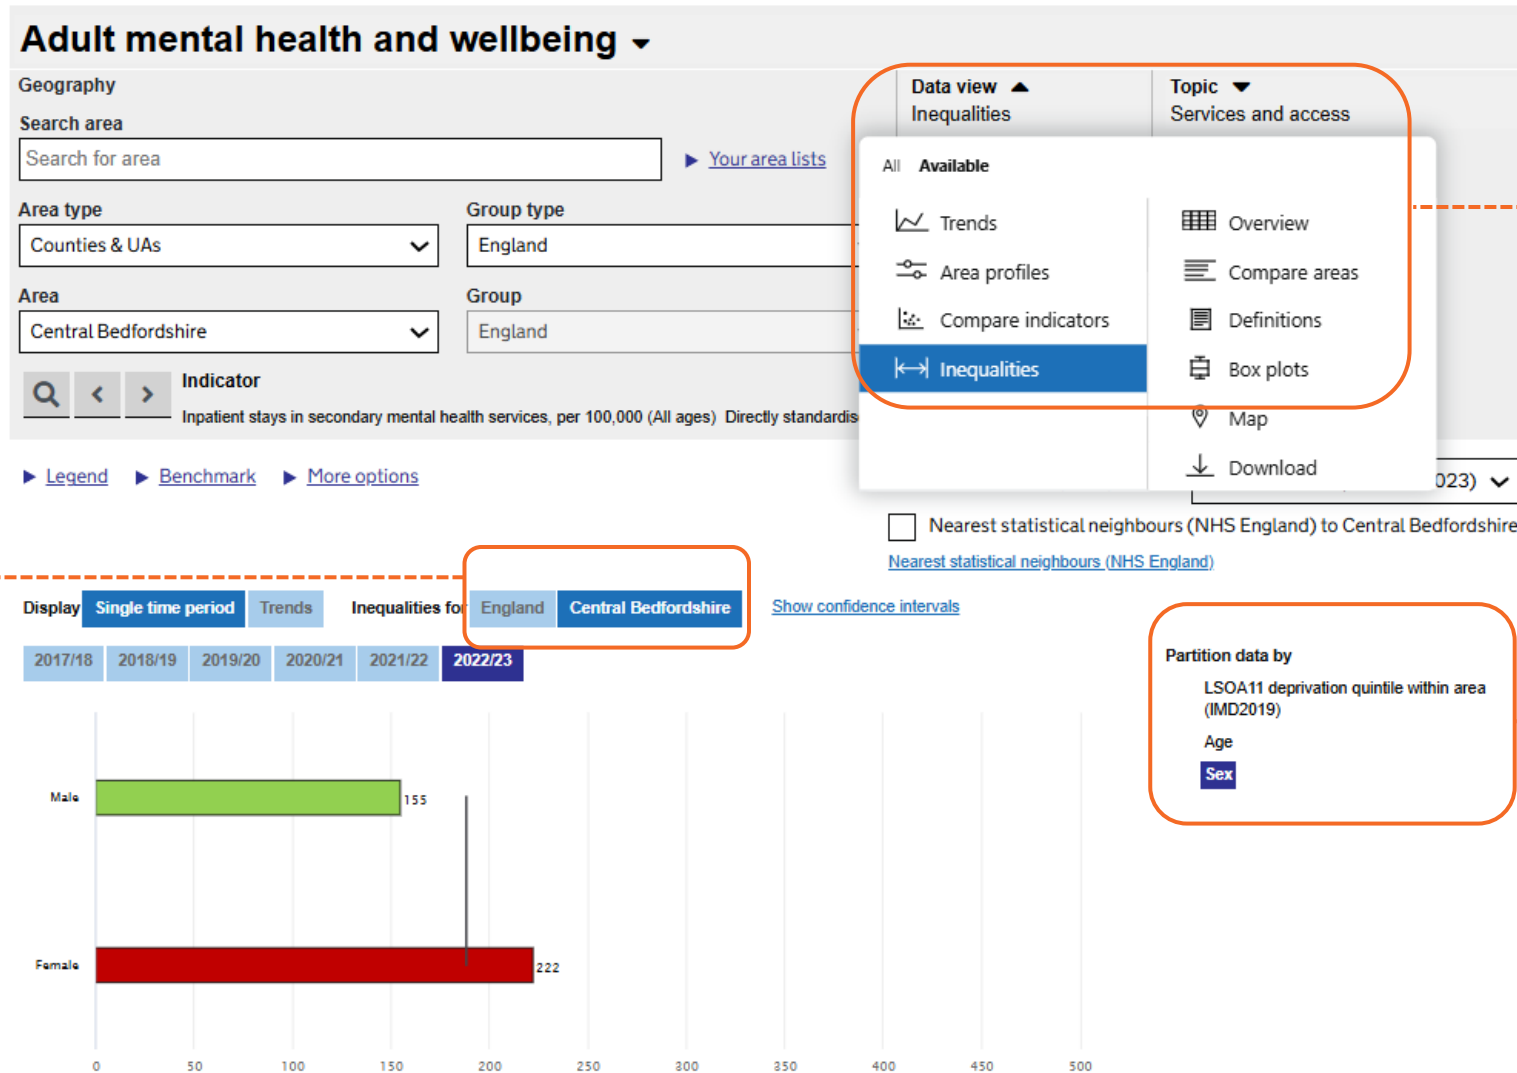 Adult mental health and wellbeing
Geography
Data view
Topic
Inequalities
Services and access
Search area
Search for area
Your area lists
All Available
Area type
Group type
Counties & UAs
England
Trends
Overview
Area profiles
Compare areas
Area
Group
Central Bedfordshire
England
Compare indicators
Definitions
Inequalities
Box plots
Indicator
Inpatient stays in secondary mental health services, per 100,000 (All ages) Directly standardis
Map
Download
Legend
Benchmark
More options
023)
Nearest statistical neighbours (NHS England) to Central Bedfordshire
Nearest statistical neighbours (NHS England)
Display Single time period Trends Inequalities for England Central Bedfordshire Show confidence intervals
2017/18 2018/19 2019/20 2020/21 2021/22 2022/23
Partition data by
LSOA11 deprivation quintile within area
(IMD2019)
Age
Sex
Male
155
Female
222
0 50 100 150 200 250 300 350 400 450 500